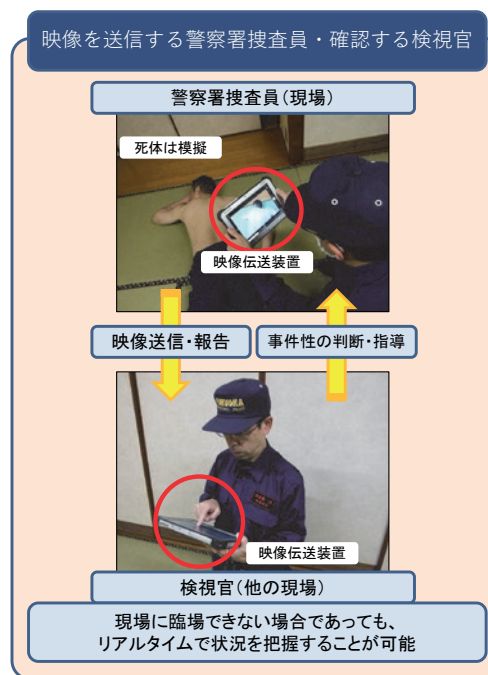 映像を送信する警察署捜査員・確認する検視官
警察署捜査員(現場)
死体は模擬
映像伝送装置
映像送信・報告
事件性の判断・指導
映像伝送装置
検視官(他の現場)
現場に臨場できない場合であっても、
リアルタイムで状況を把握することが可能